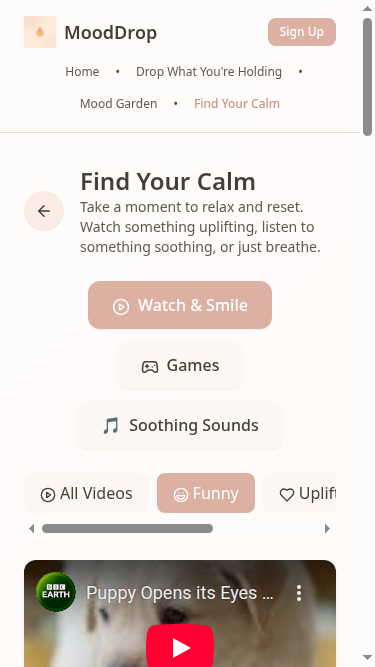 MoodDrop
Sign Up
Home • Drop What You're Holding •
Mood Garden • Find Your Calm
Find Your Calm
Take a moment to relax and reset.
Watch something uplifting, listen to
something soothing, or just breathe.
Watch & Smile
Games
Soothing Sounds
All Videos
Funny
Uplift
BBC
EARTH
Puppy Opens its Eyes ...